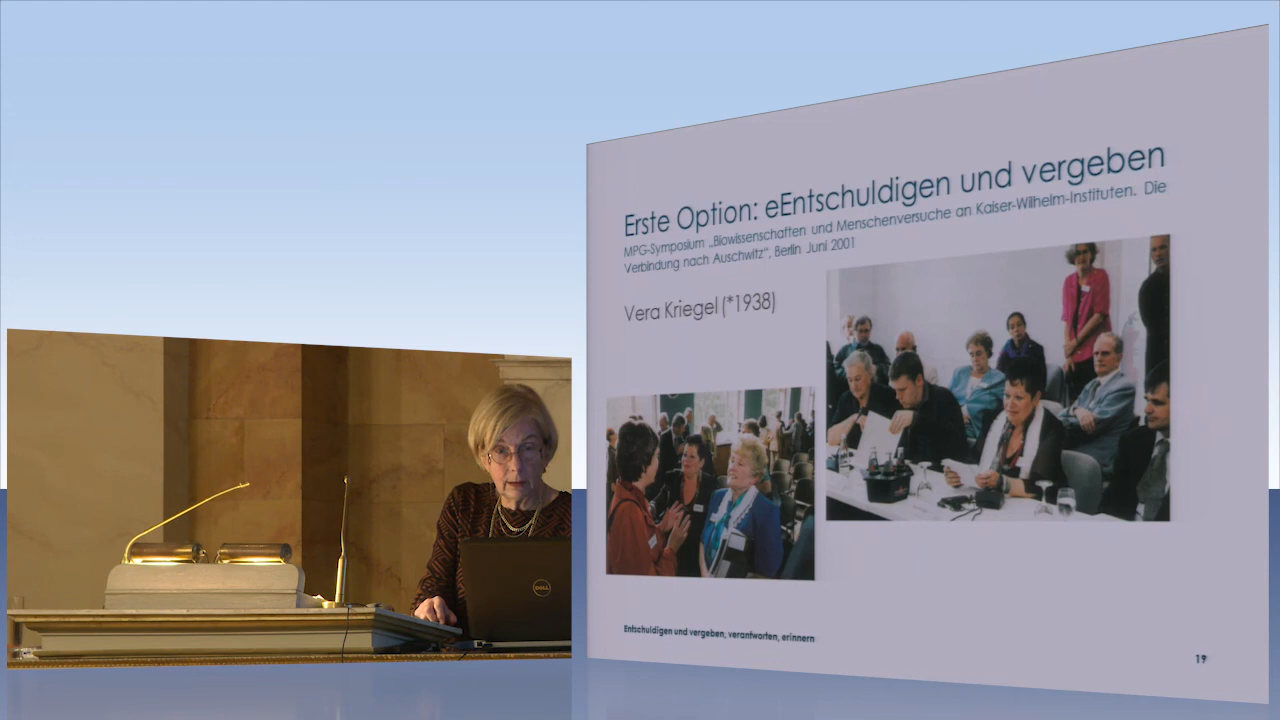 Erste Option: eEntschuldigen und vergeben
MPG-Symposium „Biowissenschaften und Menschenversuche an Kaiser-Wilhelm-Instituten. Die
Verbindung nach Auschwitz“, Berlin Juni 2001
Vera Kriegel (*1938)
Entschuldigen und vergeben, verantworten, erinnern
19
DELL